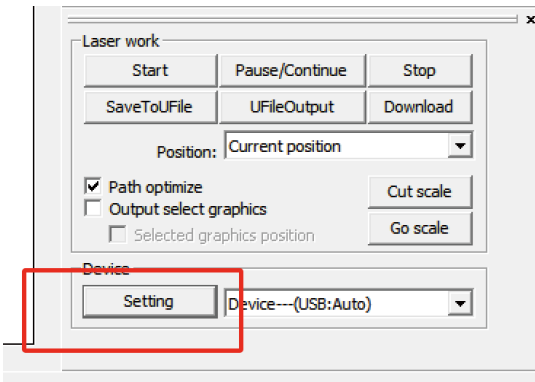 Laser work
Start Pause/Continue Stop
SaveToUFile UFileOutput Download
Position: Current position
Path optimize Cut scale
Output select graphics
Selected graphics position Go scale
Device
Setting Device---(USB:Auto)